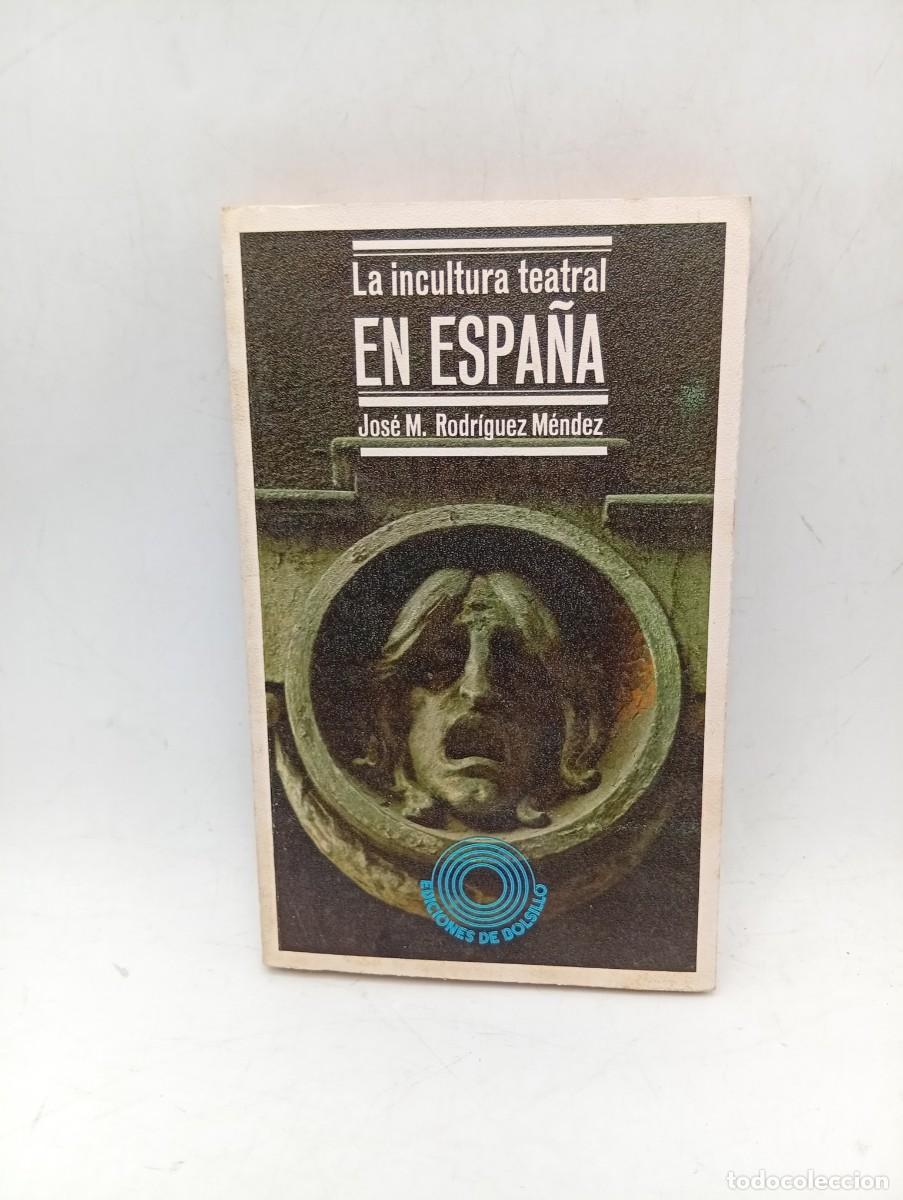 La incultura teatral
EN ESPAÑA
José M. Rodríguez Méndez
EDICIONES DE BOLSILLO
todocoleccion